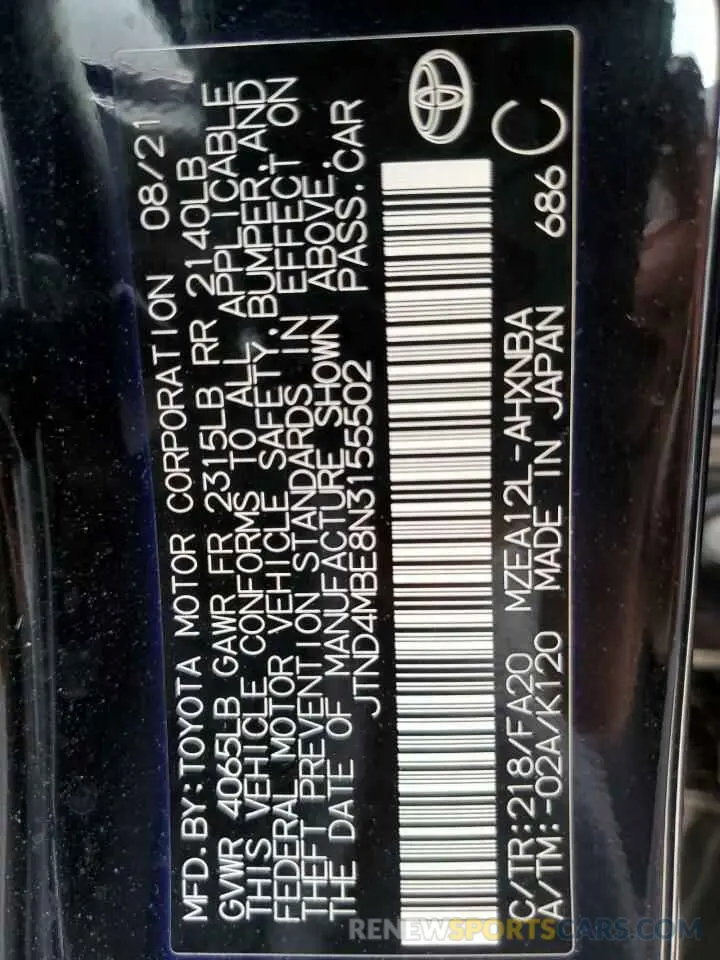 MFD.BY:TOYOTA MOTOR CORPORATION 08/21
GVWR 4065LB GAWR FR 2315LB RR 2140LB
THIS VEHICLE CONFORMS TO ALL APPLICABLE
FEDERAL MOTOR VEHICLE SAFETY,BUMPER,AND
THEFT PREVENTION STANDARDS IN EFFECT ON
THE DATE OF MANUFACTURE SHOWN ABOVE.
JTND4MBE8N3155502 PASS.CAR
C/TR:218/FA20 MZEA12L-AHXNBA 686 C
A/TM:-02A/K120 MADE IN JAPAN
RENEWSPORTSCARS.COM